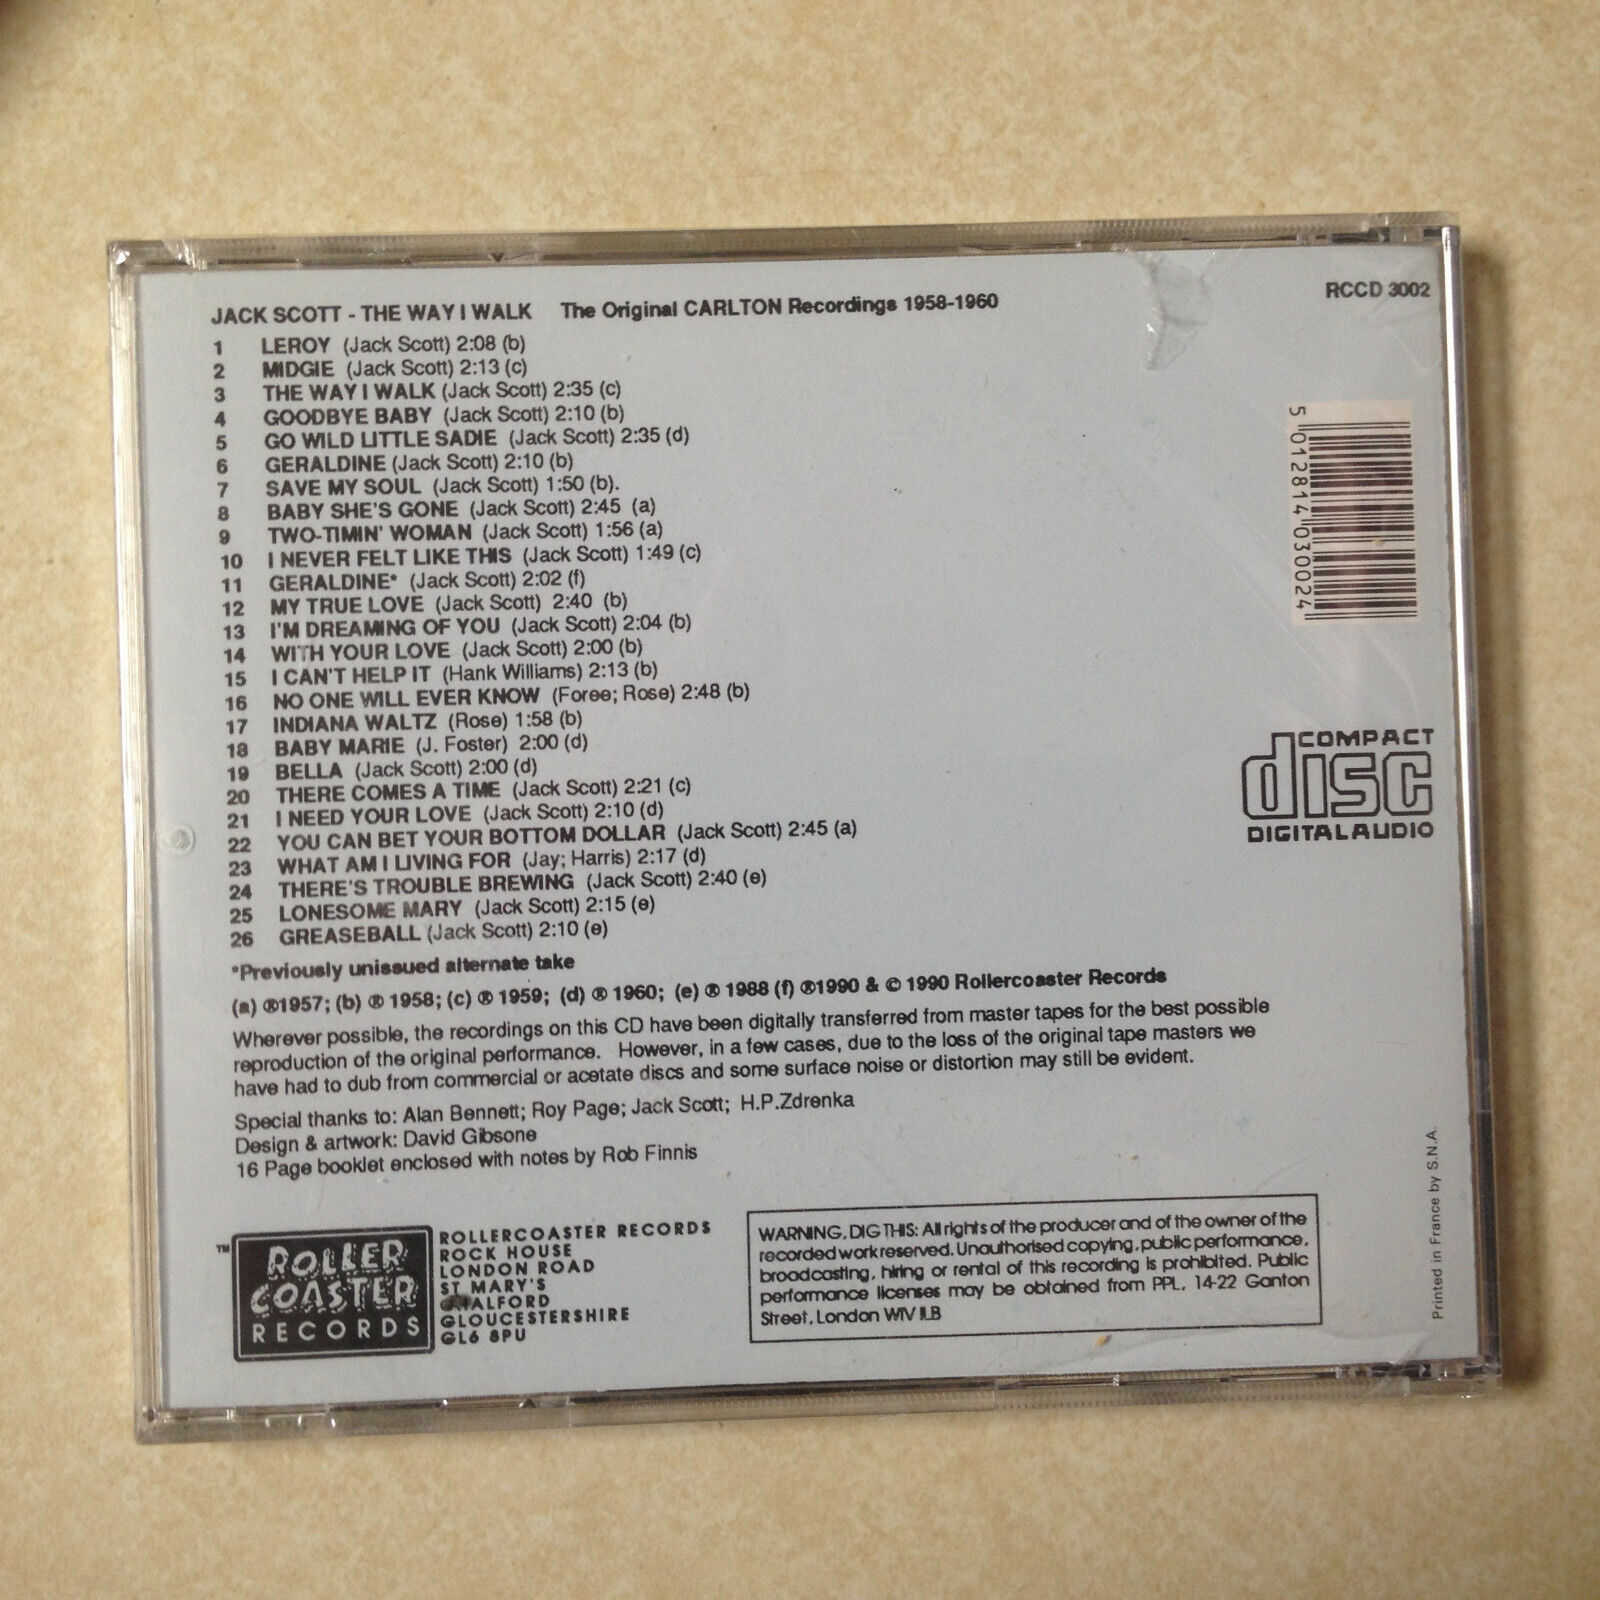 JACK SCOTT - THE WAY I WALK The Original CARLTON Recordings 1958-1960
RCCD 3002
1 LEROY (Jack Scott) 2:08 (b)
2 MIDGIE (Jack Scott) 2:13 (c)
3 THE WAY I WALK (Jack Scott) 2:35 (c)
4 GOODBYE BABY (Jack Scott) 2:10 (b)
5 GO WILD LITTLE SADIE (Jack Scott) 2:35 (d)
6 GERALDINE (Jack Scott) 2:10 (b)
7 SAVE MY SOUL (Jack Scott) 1:50 (b).
8 BABY SHE'S GONE (Jack Scott) 2:45 (a)
9 TWO-TIMIN' WOMAN (Jack Scott) 1:56 (a)
10 I NEVER FELT LIKE THIS (Jack Scott) 1:49 (c)
11 GERALDINE* (Jack Scott) 2:02 (f)
12 MY TRUE LOVE (Jack Scott) 2:40 (b)
13 I'M DREAMING OF YOU (Jack Scott) 2:04 (b)
14 WITH YOUR LOVE (Jack Scott) 2:00 (b)
15 I CAN'T HELP IT (Hank Williams) 2:13 (b)
16 NO ONE WILL EVER KNOW (Foree; Rose) 2:48 (b)
17 INDIANA WALTZ (Rose) 1:58 (b)
18 BABY MARIE (J. Foster) 2:00 (d)
19 BELLA (Jack Scott) 2:00 (d)
20 THERE COMES A TIME (Jack Scott) 2:21 (c)
21 I NEED YOUR LOVE (Jack Scott) 2:10 (d)
22 YOU CAN BET YOUR BOTTOM DOLLAR (Jack Scott) 2:45 (a)
23 WHAT AM I LIVING FOR (Jay; Harris) 2:17 (d)
24 THERE'S TROUBLE BREWING (Jack Scott) 2:40 (e)
25 LONESOME MARY (Jack Scott) 2:15 (e)
26 GREASEBALL (Jack Scott) 2:10 (e)
*Previously unissued alternate take
(a) ℗1957; (b) ℗ 1958; (c) ℗ 1959; (d) ℗ 1960; (e) ℗ 1988 (f) ℗1990 & © 1990 Rollercoaster Records
Wherever possible, the recordings on this CD have been digitally transferred from master tapes for the best possible
reproduction of the original performance. However, in a few cases, due to the loss of the original tape masters we
have had to dub from commercial or acetate discs and some surface noise or distortion may still be evident.
Special thanks to: Alan Bennett; Roy Page; Jack Scott; H.P.Zdrenka
Design & artwork: David Gibsone
16 Page booklet enclosed with notes by Rob Finnis
5 012814 030024
COMPACT
disc
DIGITAL AUDIO
™
ROLLER
COASTER
RECORDS
ROLLERCOASTER RECORDS
ROCK HOUSE
LONDON ROAD
ST MARY'S
GLOUCESTERSHIRE
GL6 8PU
WARNING, DIG THIS: All rights of the producer and of the owner of the
recorded work reserved. Unauthorised copying, public performance,
broadcasting, hiring or rental of this recording is prohibited. Public
performance licenses may be obtained from PPL, 14-22 Ganton
Street, London W1V 1LB
Printed in France by S.N.A.